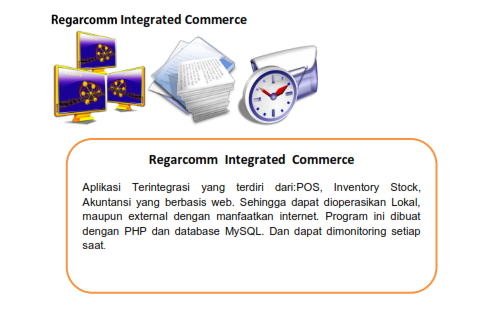 Regarcomm Integrated Commerce
Regarcomm Integrated Commerce
Aplikasi Terintegrasi yang terdiri dari:POS, Inventory Stock,
Akuntansi yang berbasis web. Sehingga dapat dioperasikan Lokal,
maupun external dengan manfaatkan internet. Program ini dibuat
dengan PHP dan database MySQL. Dan dapat dimonitoring setiap
saat.